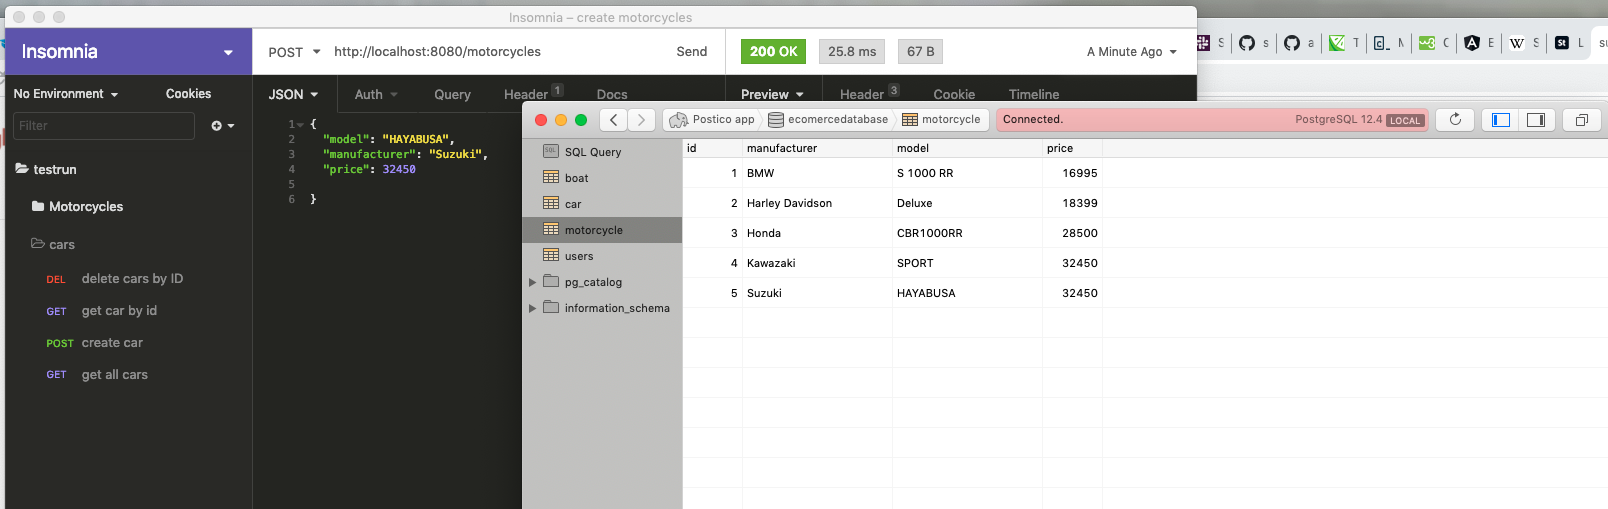 Insomnia – create motorcycles
Insomnia
POST http://localhost:8080/motorcycles Send
200 OK 25.8 ms 67 B A Minute Ago
S s a T C_ M w3 C A E W S St L su
No Environment Cookies
JSON Auth Query Header 1 Docs
Preview Header 3 Cookie Timeline
Filter
testrun
Motorcycles
cars
DEL delete cars by ID
GET get car by id
POST create car
GET get all cars
1 {
2 "model": "HAYABUSA",
3 "manufacturer": "Suzuki",
4 "price": 32450
5
6 }
Postico app ecomercedatabase motorcycle Connected. PostgreSQL 12.4 LOCAL
SQL SQL Query
boat
car
motorcycle
users
pg_catalog
information_schema
id manufacturer model price
1 BMW S 1000 RR 16995
2 Harley Davidson Deluxe 18399
3 Honda CBR1000RR 28500
4 Kawazaki SPORT 32450
5 Suzuki HAYABUSA 32450